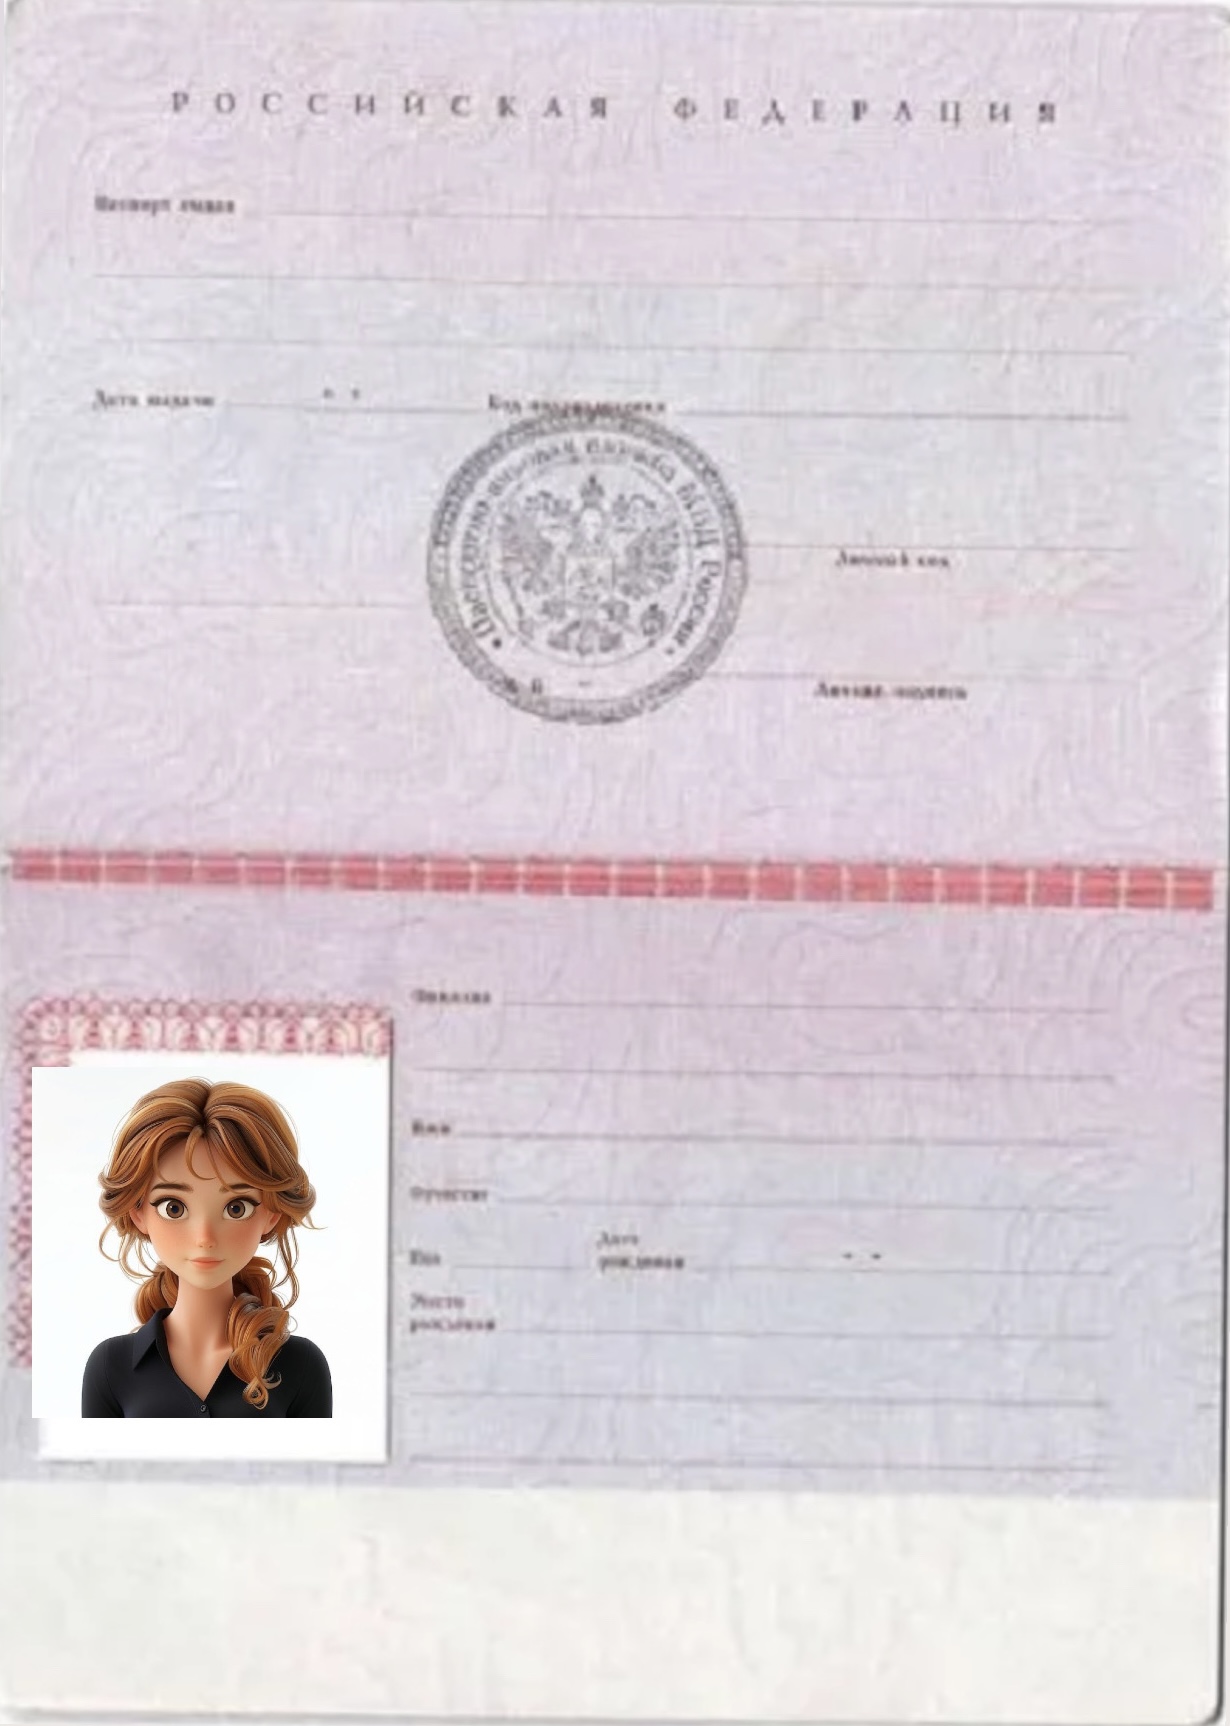 РОССИЙСКАЯ ФЕДЕРАЦИЯ
Паспорт выдан
Дата выдачи
Код подразделения
Паспортно-визовая служба МВД России
Личный код
Личная подпись
Фамилия
Имя
Отчество
Пол
Дата
рождения
Место
рождения